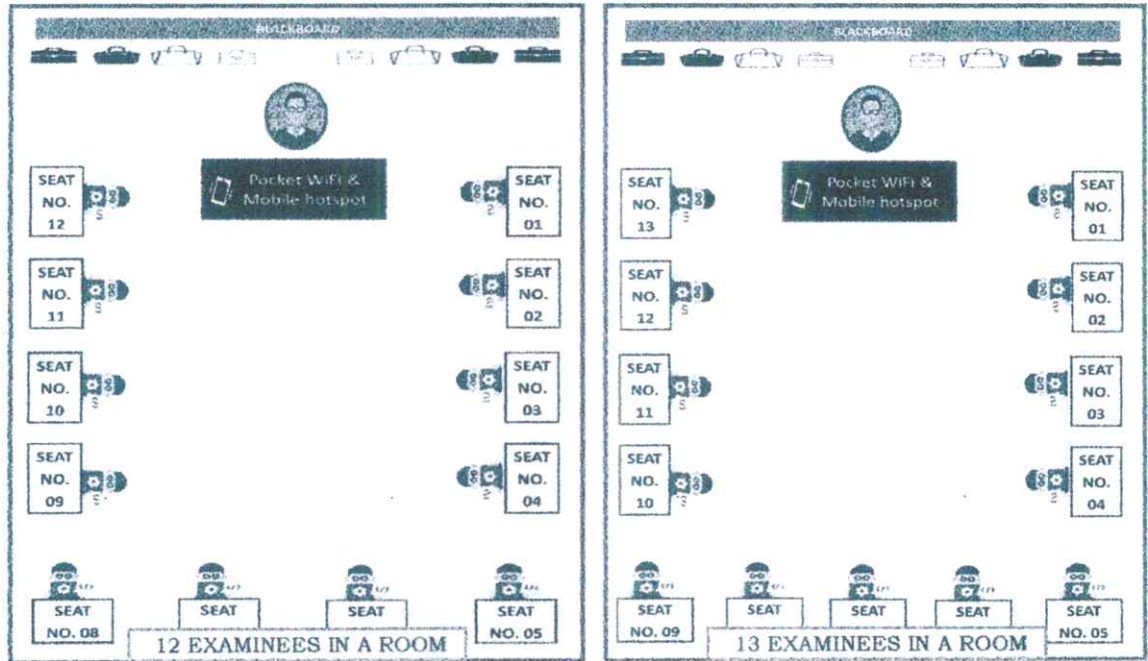 BLACKBOARD
Pocket WiFi &
Mobile hotspot
SEAT
NO.
12
SEAT
NO.
01
SEAT
NO.
11
SEAT
NO.
02
SEAT
NO.
10
SEAT
NO.
03
SEAT
NO.
09
SEAT
NO.
04
SEAT
NO. 08
SEAT
SEAT
SEAT
NO. 05
12 EXAMINEES IN A ROOM
BLACKBOARD
Pocket WiFi &
Mobile hotspot
SEAT
NO.
13
SEAT
NO.
01
SEAT
NO.
12
SEAT
NO.
02
SEAT
NO.
11
SEAT
NO.
03
SEAT
NO.
10
SEAT
NO.
04
SEAT
NO. 09
SEAT
SEAT
SEAT
SEAT
NO. 05
13 EXAMINEES IN A ROOM